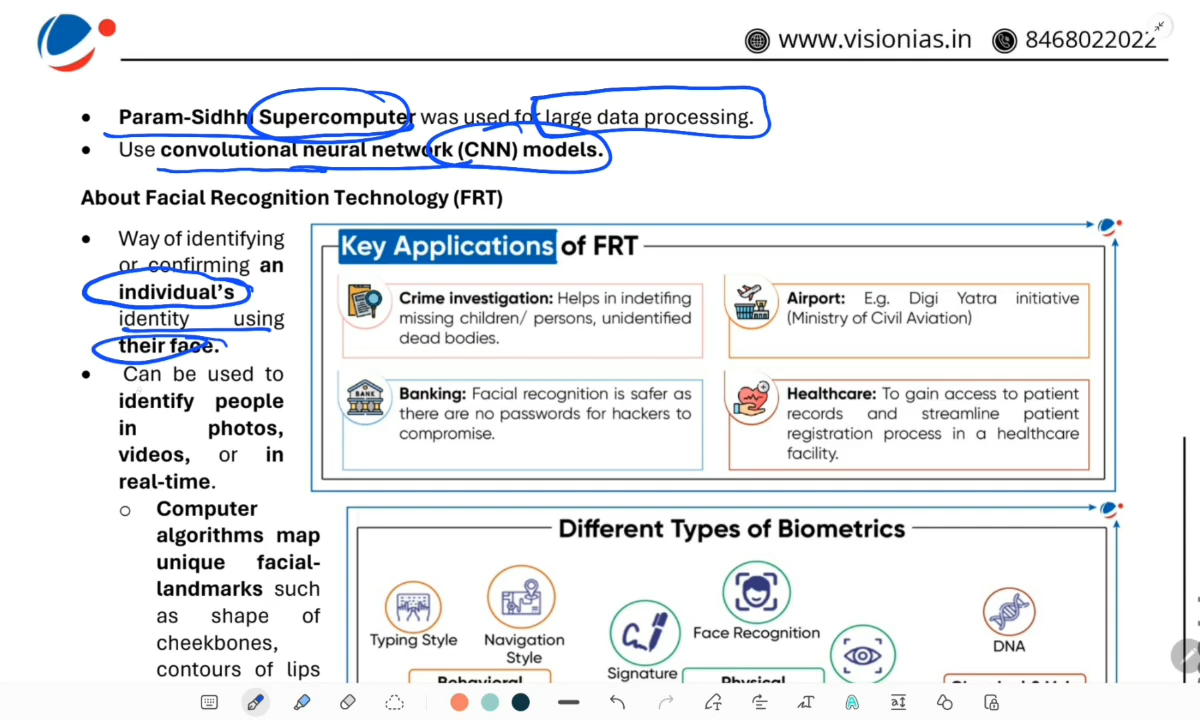 www.visionias.in 8468022022
• Param-Sidhhi Supercomputer was used for large data processing.
• Use convolutional neural network (CNN) models.
About Facial Recognition Technology (FRT)
• Way of identifying
or confirming an
individual's
identity using
their face.
• Can be used to
identify people
in photos,
videos, or in
real-time.
o Computer
algorithms map
unique facial-
landmarks such
as shape of
cheekbones,
contours of lips
Key Applications of FRT
Crime investigation: Helps in indetifing
missing children/ persons, unidentified
dead bodies.
Airport: E.g. Digi Yatra initiative
(Ministry of Civil Aviation)
BANK
Banking: Facial recognition is safer as
there are no passwords for hackers to
compromise.
Healthcare: To gain access to patient
records and streamline patient
registration process in a healthcare
facility.
Different Types of Biometrics
Typing Style
Navigation
Style
Signature
Face Recognition
DNA
Behavioral
Physical